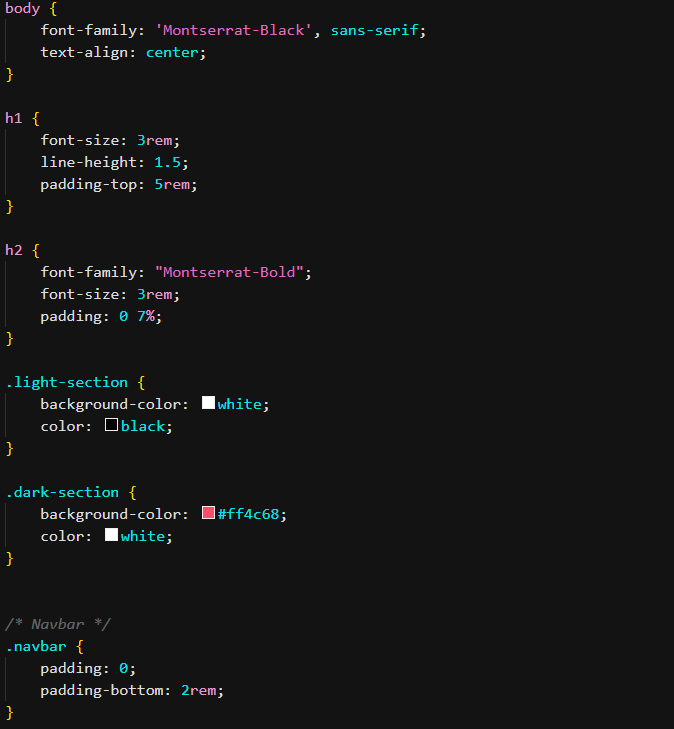 body {
    font-family: 'Montserrat-Black', sans-serif;
    text-align: center;
}

h1 {
    font-size: 3rem;
    line-height: 1.5;
    padding-top: 5rem;
}

h2 {
    font-family: "Montserrat-Bold";
    font-size: 3rem;
    padding: 0 7%;
}

.light-section {
    background-color: white;
    color: black;
}

.dark-section {
    background-color: #ff4c68;
    color: white;
}


/* Navbar */
.navbar {
    padding: 0;
    padding-bottom: 2rem;
}